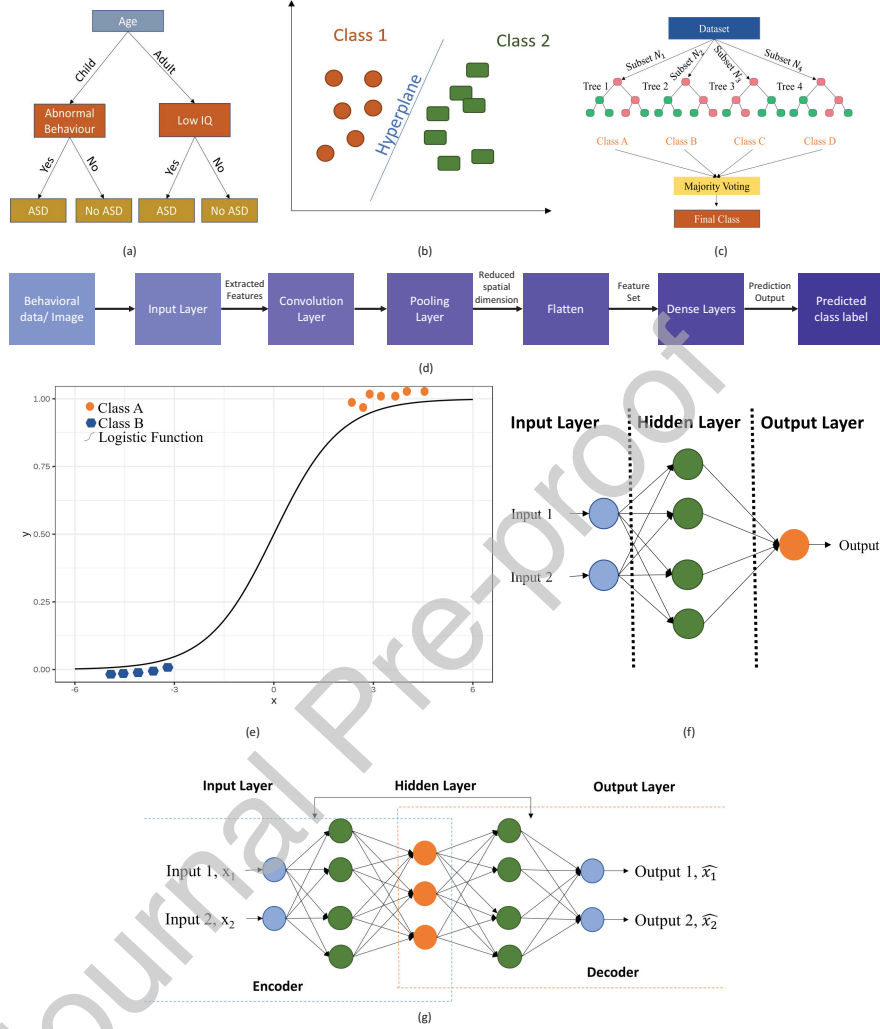 Age
Child
Adult
Abnormal
Behaviour
Low IQ
Yes
No
Yes
No
ASD
No ASD
ASD
No ASD
(a)
Class 1
Class 2
Hyperplane
(b)
Dataset
Subset N₁
Subset N₂
Subset N₃
Subset N₄
Tree 1
Tree 2
Tree 3
Tree 4
Class A
Class B
Class C
Class D
Majority Voting
Final Class
(c)
Behavioral
data/ Image
Input Layer
Extracted
Features
Convolution
Layer
Pooling
Layer
Reduced
spatial
dimension
Flatten
Feature
Set
Dense Layers
Prediction
Output
Predicted
class label
(d)
Class A
Class B
Logistic Function
1.00
0.75
0.50
0.25
0.00
y
-6
-3
0
3
6
x
(e)
Input Layer
Hidden Layer
Output Layer
Input 1
Input 2
Output
(f)
Input Layer
Hidden Layer
Output Layer
Input 1, x₁
Input 2, x₂
Output 1, x̂₁
Output 2, x̂₂
Encoder
Decoder
(g)
Journal Pre-proof